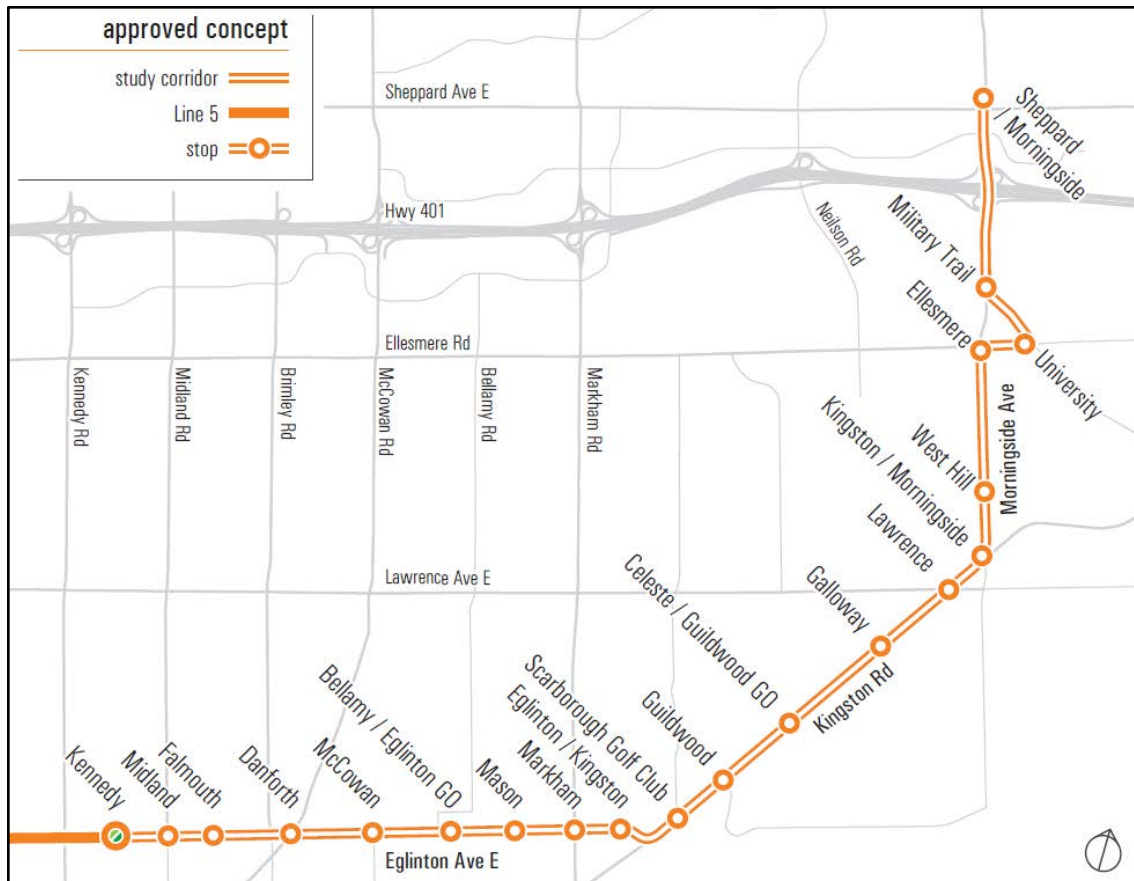 approved concept
study corridor
Line 5
stop
Sheppard Ave E
Sheppard
/ Morningside
Hwy 401
Neilson Rd
Military Trail
Ellesmere
University
Ellesmere Rd
Kennedy Rd
Midland Rd
Brimley Rd
McCowan Rd
Bellamy Rd
Markham Rd
Morningside Ave
West Hill
Kingston / Morningside
Lawrence
Lawrence Ave E
Galloway
Celeste / Guildwood GO
Kingston Rd
Guildwood
Scarborough Golf Club
Eglinton / Kingston
Markham
Mason
Bellamy / Eglinton GO
McCowan
Danforth
Falmouth
Midland
Kennedy
Eglinton Ave E